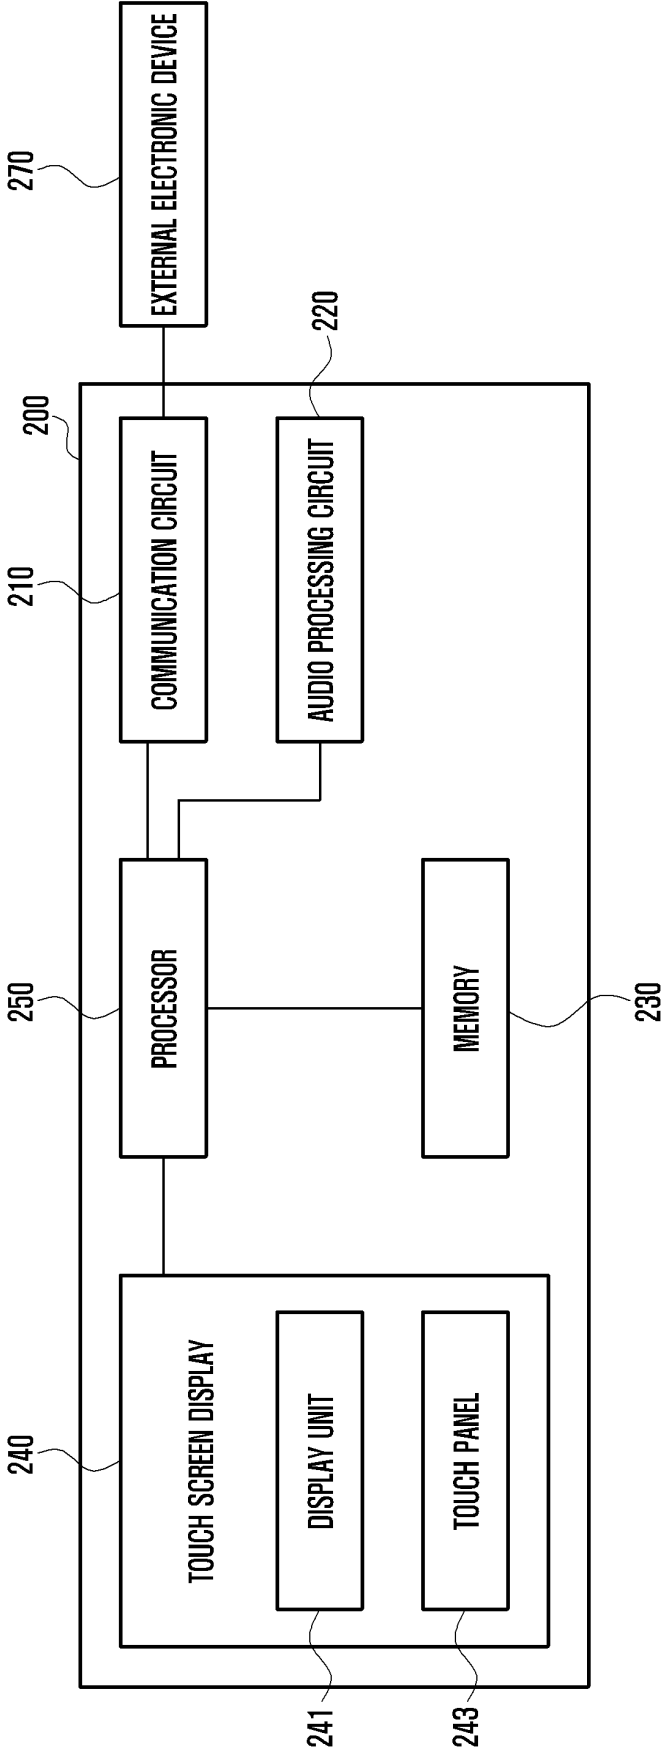 200
240
TOUCH SCREEN DISPLAY
241
DISPLAY UNIT
243
TOUCH PANEL
250
PROCESSOR
230
MEMORY
210
COMMUNICATION CIRCUIT
220
AUDIO PROCESSING CIRCUIT
270
EXTERNAL ELECTRONIC DEVICE